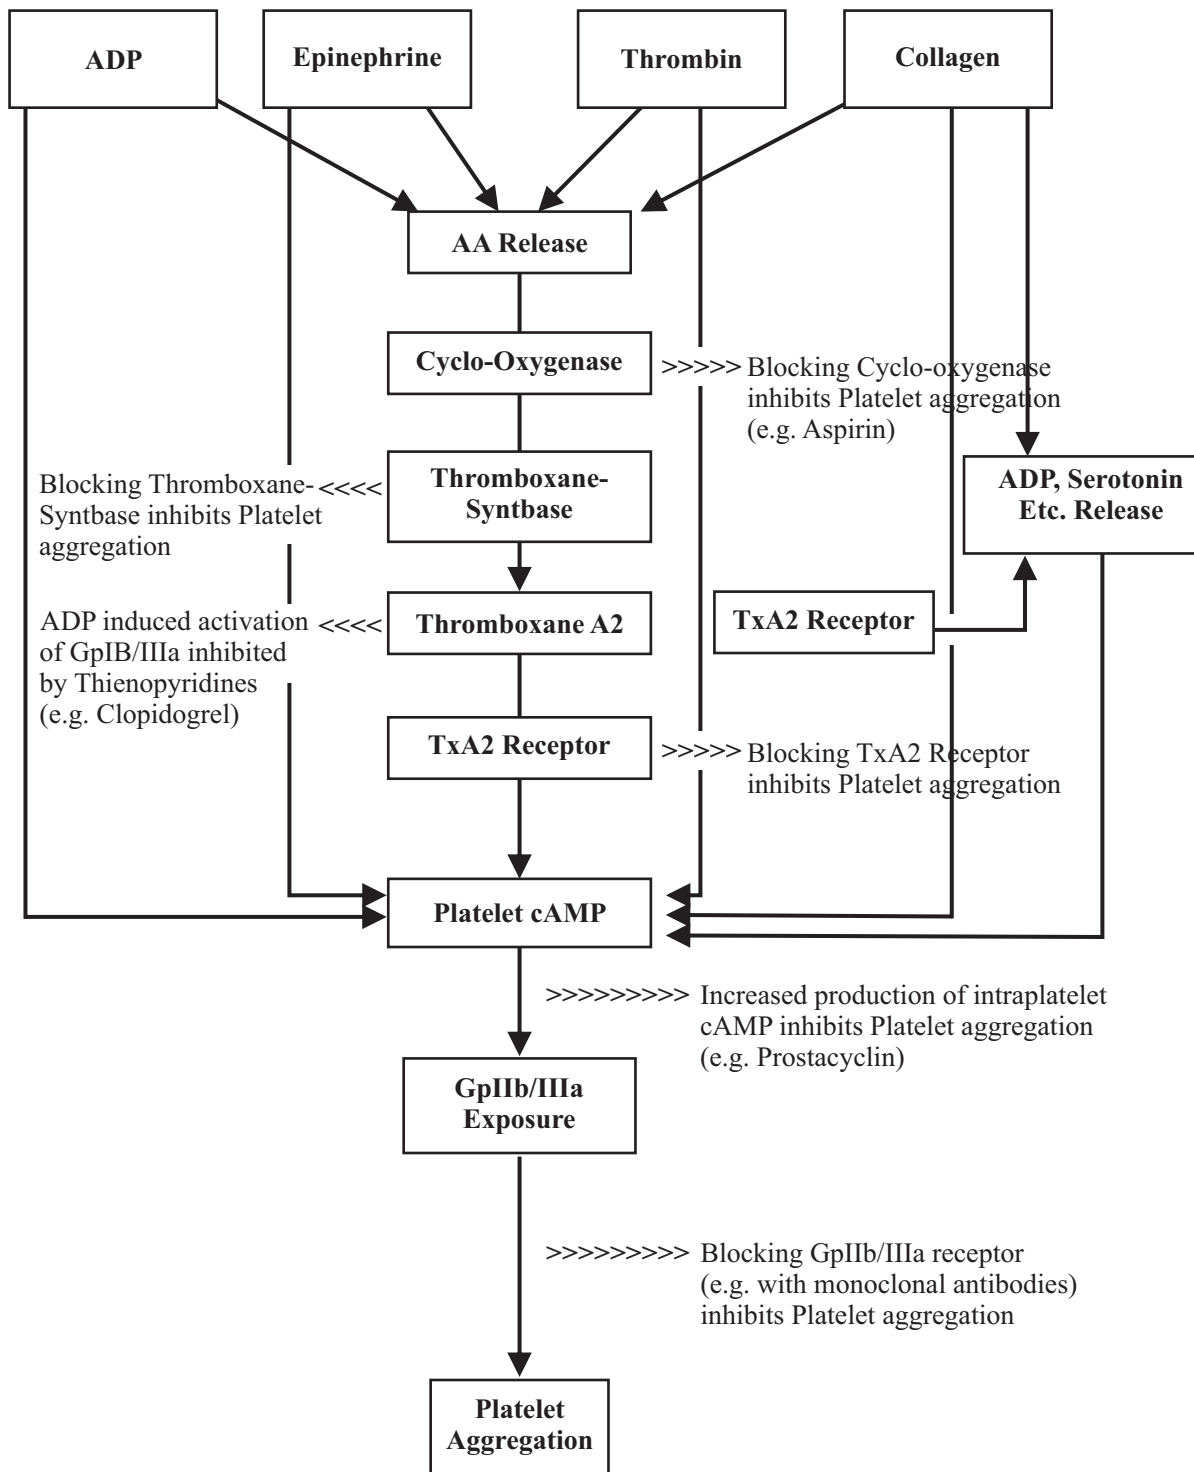 ADP
Epinephrine
Thrombin
Collagen
AA Release
Cyclo-Oxygenase
>>>>> Blocking Cyclo-oxygenase
inhibits Platelet aggregation
(e.g. Aspirin)
Blocking Thromboxane- <<<<
Syntbase inhibits Platelet
aggregation
Thromboxane-
Syntbase
ADP, Serotonin
Etc. Release
ADP induced activation <<<<
of GpIB/IIIa inhibited
by Thienopyridines
(e.g. Clopidogrel)
Thromboxane A2
TxA2 Receptor
TxA2 Receptor
>>>>> Blocking TxA2 Receptor
inhibits Platelet aggregation
Platelet cAMP
>>>>>>>>> Increased production of intraplatelet
cAMP inhibits Platelet aggregation
(e.g. Prostacyclin)
GpIIb/IIIa
Exposure
>>>>>>>>> Blocking GpIIb/IIIa receptor
(e.g. with monoclonal antibodies)
inhibits Platelet aggregation
Platelet
Aggregation